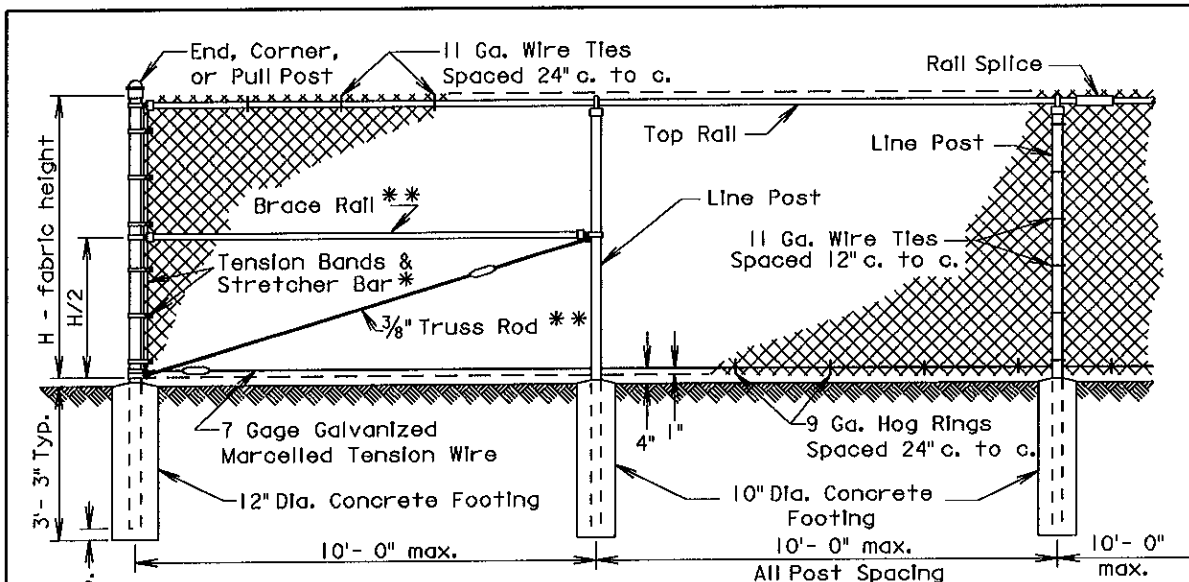 End, Corner,
or Pull Post
11 Ga. Wire Ties
Spaced 24" c. to c.
Rail Splice
Top Rail
Line Post
H - fabric height
Brace Rail **
Line Post
11 Ga. Wire Ties
Spaced 12" c. to c.
H/2
Tension Bands &
Stretcher Bar *
3/8" Truss Rod **
3'- 3" Typ.
7 Gage Galvanized
Marcelled Tension Wire
4"
1"
9 Ga. Hog Rings
Spaced 24" c. to c.
12" Dia. Concrete Footing
10" Dia. Concrete
Footing
10'- 0" max.
10'- 0" max.
10'- 0"
max.
All Post Spacing